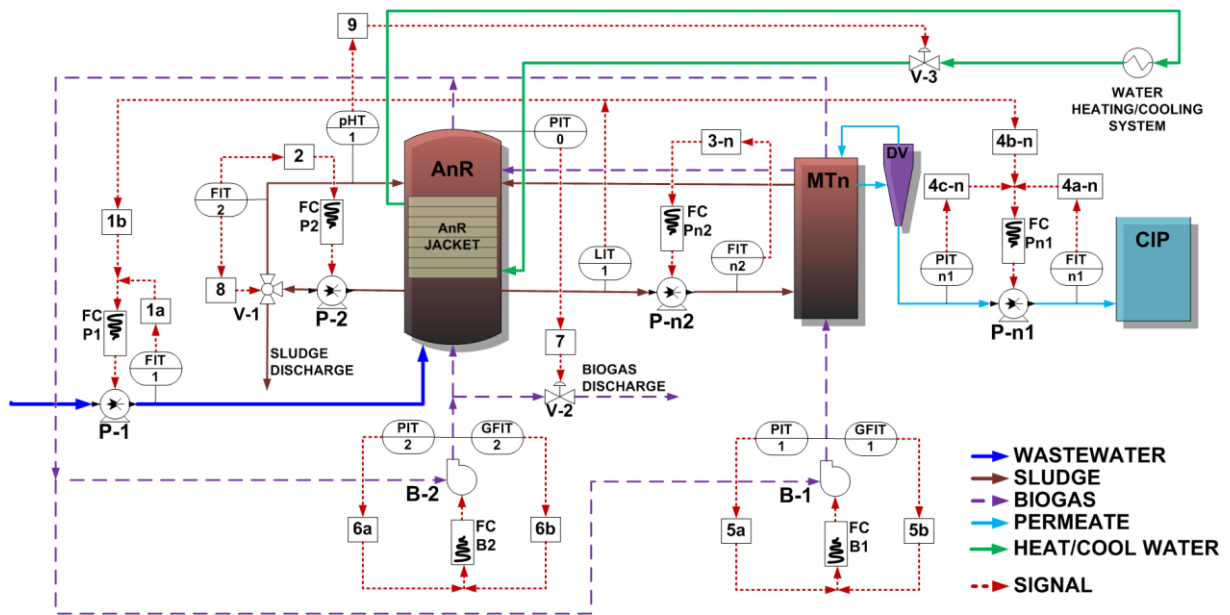 9
V-3
WATER
HEATING/COOLING
SYSTEM
pHT
1
PIT
0
2
3-n
4b-n
FIT
2
AnR
MTn
DV
4c-n
4a-n
1b
FC
P2
AnR
JACKET
FC
Pn2
FC
Pn1
CIP
LIT
1
FIT
n2
PIT
n1
FIT
n1
8
V-1
P-2
P-n2
P-n1
1a
FC
P1
FIT
1
SLUDGE
DISCHARGE
7
BIOGAS
DISCHARGE
V-2
P-1
PIT
2
GFIT
2
PIT
1
GFIT
1
B-2
B-1
6a
FC
B2
6b
5a
FC
B1
5b
WASTEWATER
SLUDGE
BIOGAS
PERMEATE
HEAT/COOL WATER
SIGNAL